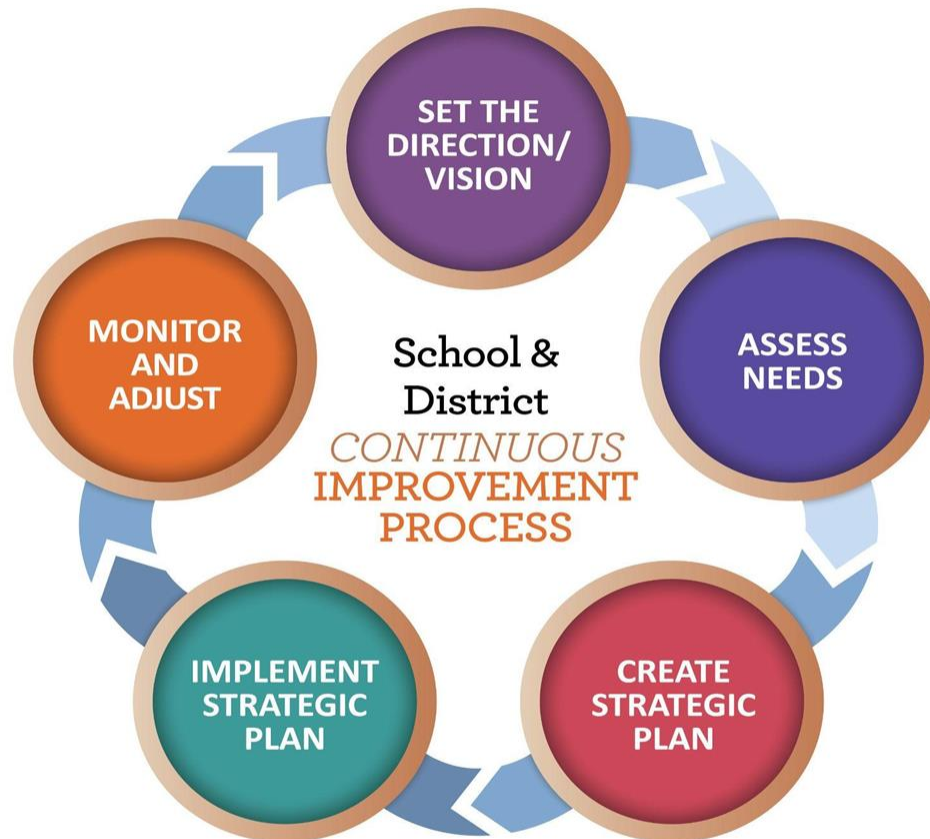 SET THE
DIRECTION/
VISION
ASSESS
NEEDS
CREATE
STRATEGIC
PLAN
IMPLEMENT
STRATEGIC
PLAN
MONITOR
AND
ADJUST
School &
District
CONTINUOUS
IMPROVEMENT
PROCESS